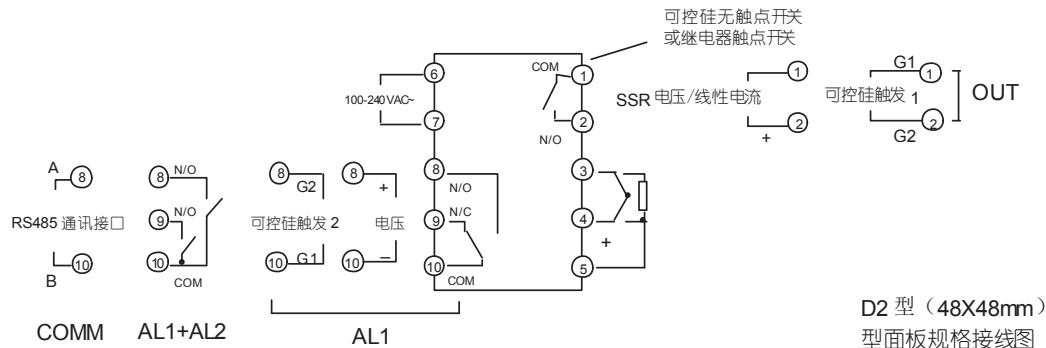 可控硅无触点开关
或继电器触点开关
COM
6
1
100-240VAC~
7
2
N/O
SSR 电压/线性电流
1
2
+
可控硅触发 1
G1
1
2
G2
OUT
A
8
RS485 通讯接口
10
B
COMM
8
N/O
9
N/O
10
COM
AL1+AL2
8
G2
可控硅触发 2
10
G1
8
+
电压
10
–
AL1
8
N/O
9
N/C
10
COM
3
4
+
5
D2 型（48X48mm）
型面板规格接线图